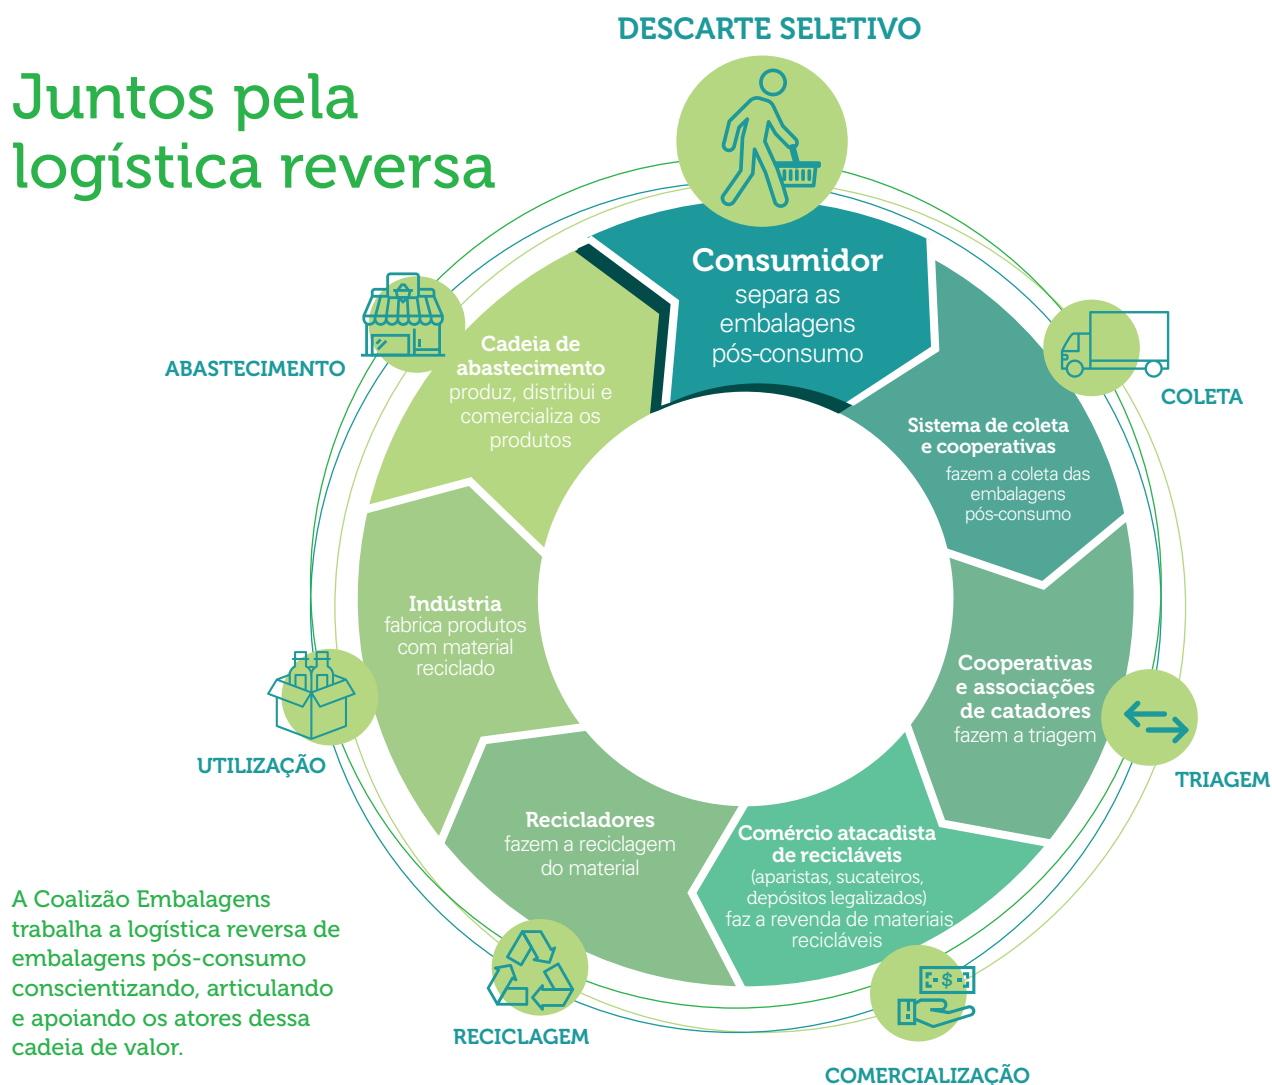 DESCARTE SELETIVO
Juntos pela
logística reversa
Consumidor
separa as
embalagens
pós-consumo
COLETA
Sistema de coleta
e cooperativas
fazem a coleta das
embalagens
pós-consumo
Cooperativas
e associações
de catadores
fazem a triagem
TRIAGEM
Comércio atacadista
de recicláveis
(aparistas, sucateiros,
depósitos legalizados)
faz a revenda de materiais
recicláveis
$
COMERCIALIZAÇÃO
Recicladores
fazem a reciclagem
do material
RECICLAGEM
Indústria
fabrica produtos
com material
reciclado
UTILIZAÇÃO
Cadeia de
abastecimento
produz, distribui e
comercializa os
produtos
ABASTECIMENTO
A Coalizão Embalagens
trabalha a logística reversa de
embalagens pós-consumo
conscientizando, articulando
e apoiando os atores dessa
cadeia de valor.